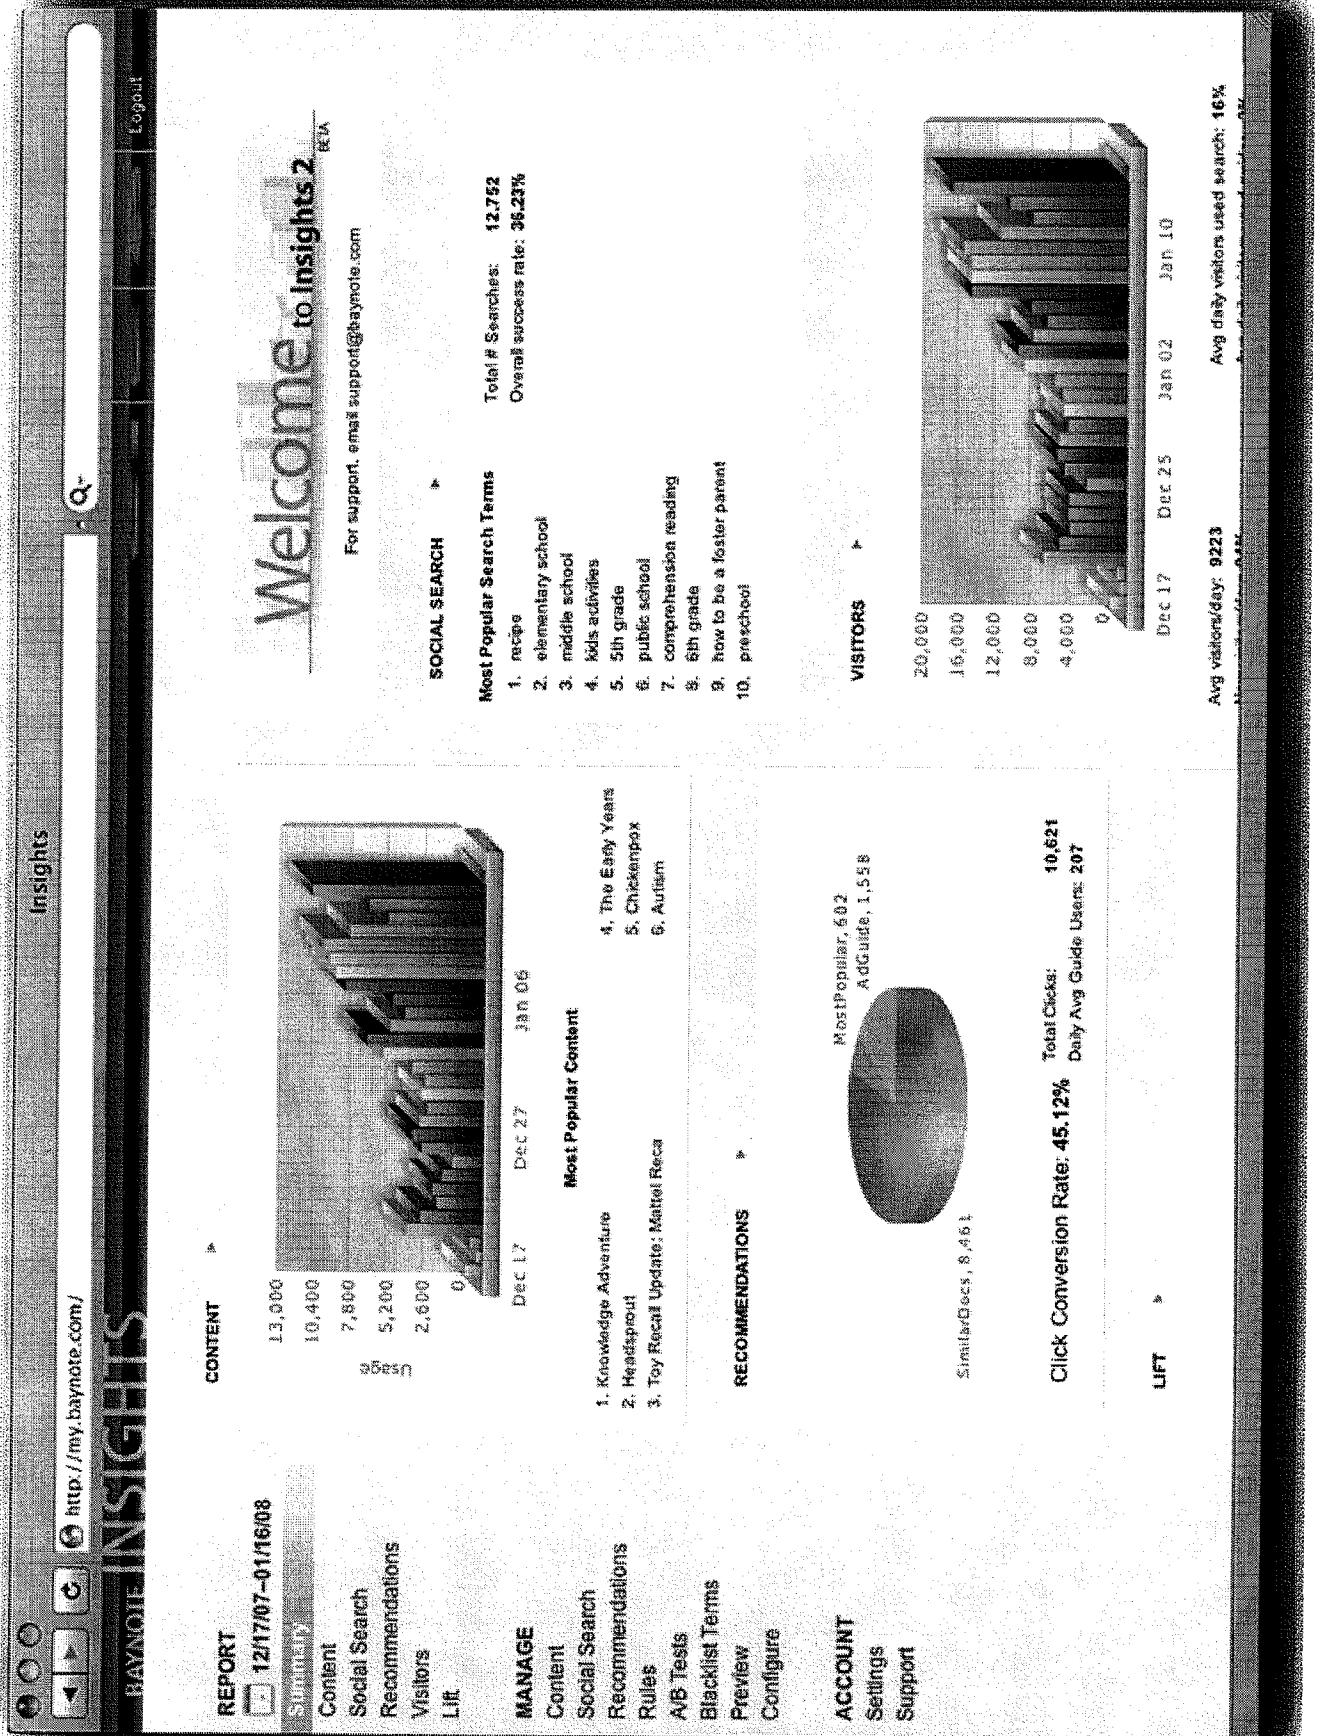 Insights
http://my.baynote.com/
BAYNOTE INSIGHTS
Logout
REPORT
12/17/07–01/16/08
Summary
Content
Social Search
Recommendations
Visitors
Lift
MANAGE
Content
Social Search
Recommendations
Rules
A/B Tests
Blacklist Terms
Preview
Configure
ACCOUNT
Settings
Support
CONTENT
Usage
13,000
10,400
7,800
5,200
2,600
0
Dec 17 Dec 27 Jan 06
Most Popular Content
1. Knowledge Adventure
2. Headsprout
3. Toy Recall Update: Mattel Reca
4. The Early Years
5. Chickenpox
6. Autism
RECOMMENDATIONS
MostPopular, 602
AdGuide, 1,558
SimilarDocs, 8,461
Click Conversion Rate: 45.12%
Total Clicks: 10,621
Daily Avg Guide Users: 207
LIFT
Welcome to Insights 2
BETA
For support, email support@baynote.com
SOCIAL SEARCH
Most Popular Search Terms
1. recipe
2. elementary school
3. middle school
4. kids activities
5. 5th grade
6. public school
7. comprehension reading
8. 6th grade
9. how to be a foster parent
10. preschool
Total # Searches: 12.752
Overall success rate: 36.23%
VISITORS
20,000
16,000
12,000
8,000
4,000
0
Dec 17 Dec 25 Jan 02 Jan 10
Avg visitors/day: 9223
Avg daily visitors used search: 16%